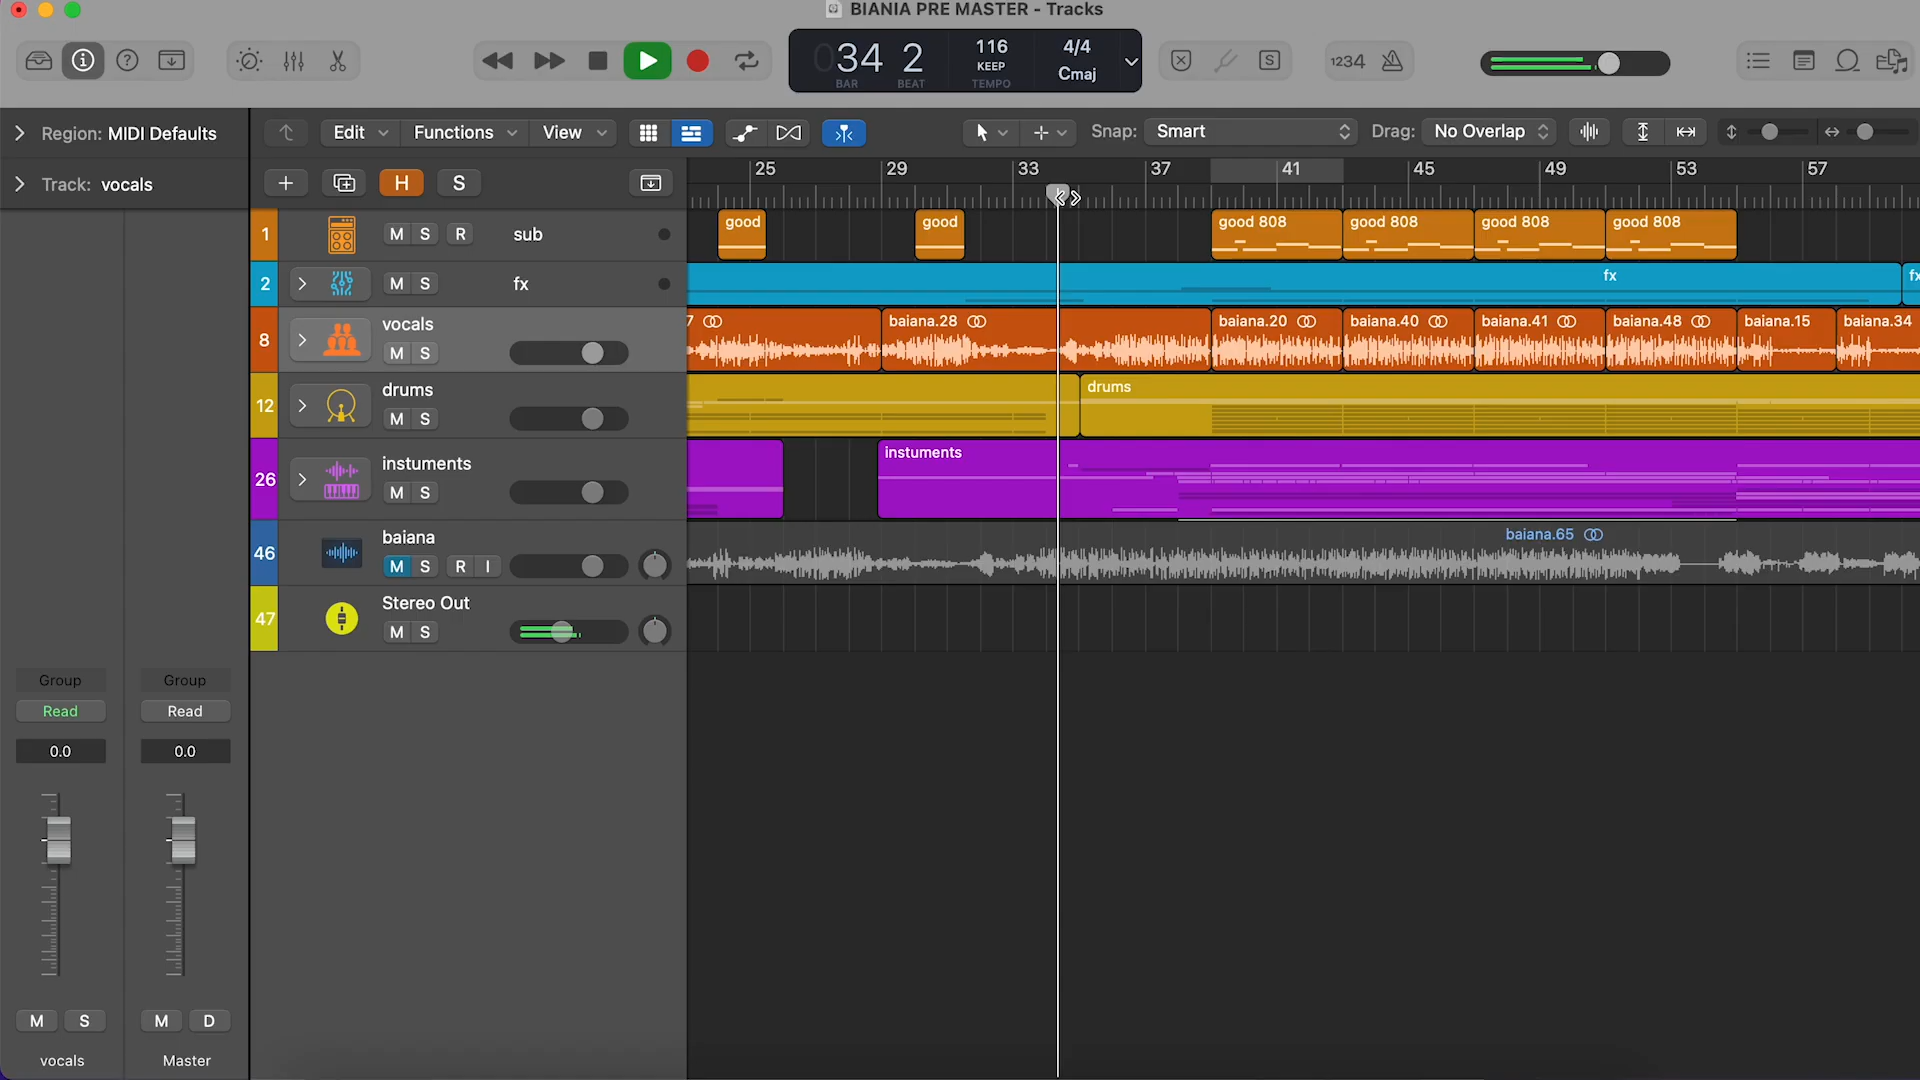 BIANIA PRE MASTER - Tracks
34 2
BAR BEAT
116
KEEP
TEMPO
4/4
Cmaj
1234
S
Region: MIDI Defaults
Edit
Functions
View
Snap: Smart
Drag: No Overlap
Track: vocals
H S
25 29 33 37 41 45 49 53 57
1 M S R sub
good good good 808 good 808 good 808 good 808
2 M S fx
fx fx
8 vocals
M S
7 baiana.28 baiana.20 baiana.40 baiana.41 baiana.48 baiana.15 baiana.34
12 drums
M S
drums
26 instuments
M S
instuments
46 baiana
M S R I
baiana.65
47 Stereo Out
M S
Group Group
Read Read
0.0 0.0
M S M D
vocals Master